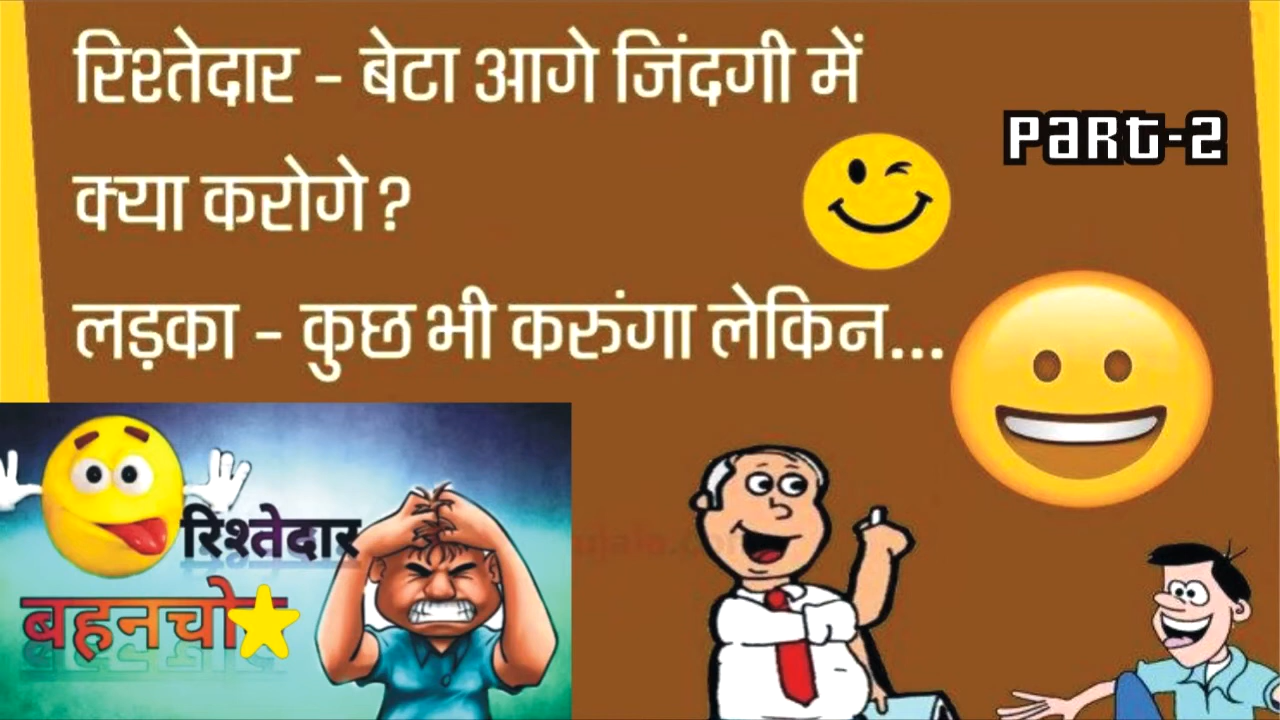 रिश्तेदार - बेटा आगे जिंदगी में
PART-2
क्या करोगे?
लड़का - कुछ भी करुंगा लेकिन...
रिश्तेदार
बहनचो